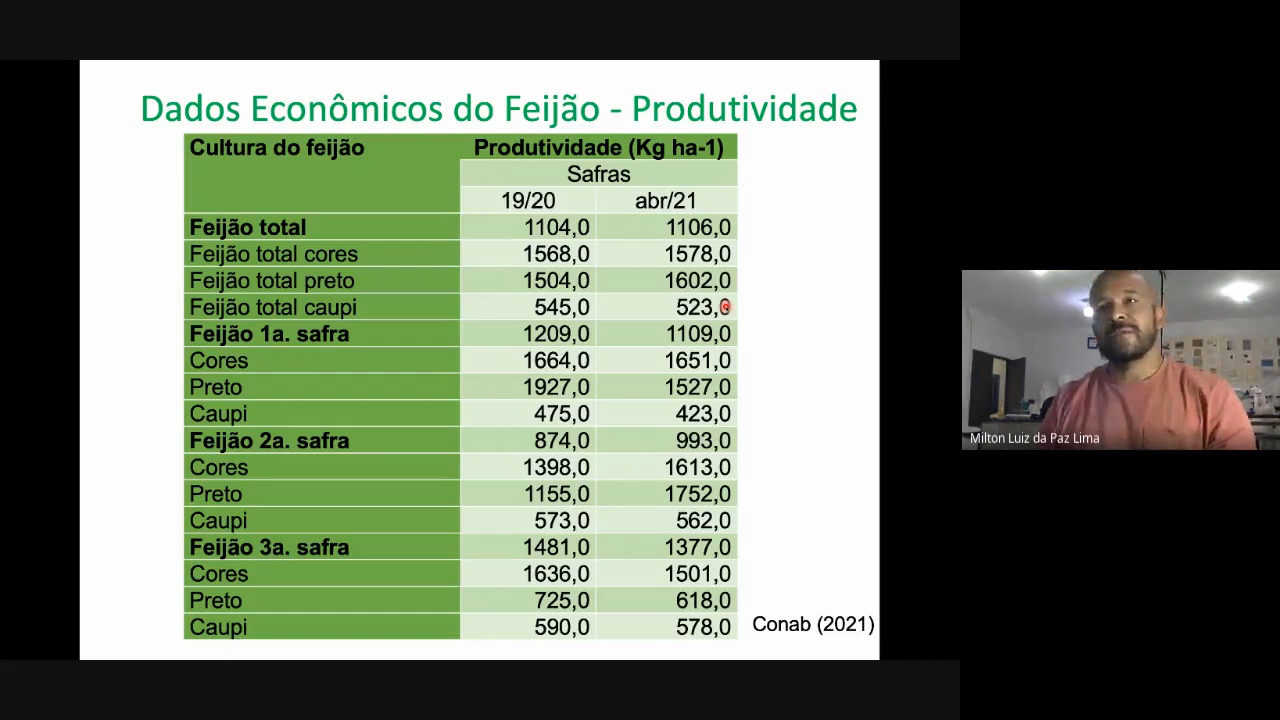 Dados Econômicos do Feijão - Produtividade
Cultura do feijão Produtividade (Kg ha-1)
Safras
19/20 abr/21
Feijão total 1104,0 1106,0
Feijão total cores 1568,0 1578,0
Feijão total preto 1504,0 1602,0
Feijão total caupi 545,0 523,0
Feijão 1a. safra 1209,0 1109,0
Cores 1664,0 1651,0
Preto 1927,0 1527,0
Caupi 475,0 423,0
Feijão 2a. safra 874,0 993,0
Cores 1398,0 1613,0
Preto 1155,0 1752,0
Caupi 573,0 562,0
Feijão 3a. safra 1481,0 1377,0
Cores 1636,0 1501,0
Preto 725,0 618,0
Caupi 590,0 578,0
Conab (2021)
Milton Luiz da Paz Lima